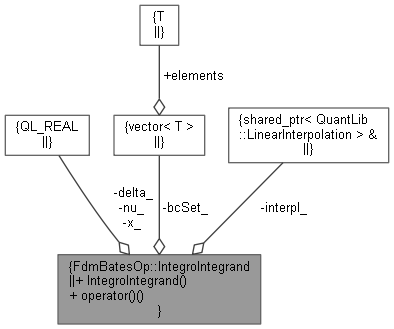 {T
||}
+elements
{QL_REAL
||}
{vector< T >
||}
{shared_ptr< QuantLib
::LinearInterpolation > &
||}
-delta_
-nu_
-x_
-bcSet_
-interpl_
{FdmBatesOp::IntegroIntegrand
||+ IntegroIntegrand()
+ operator()()
}